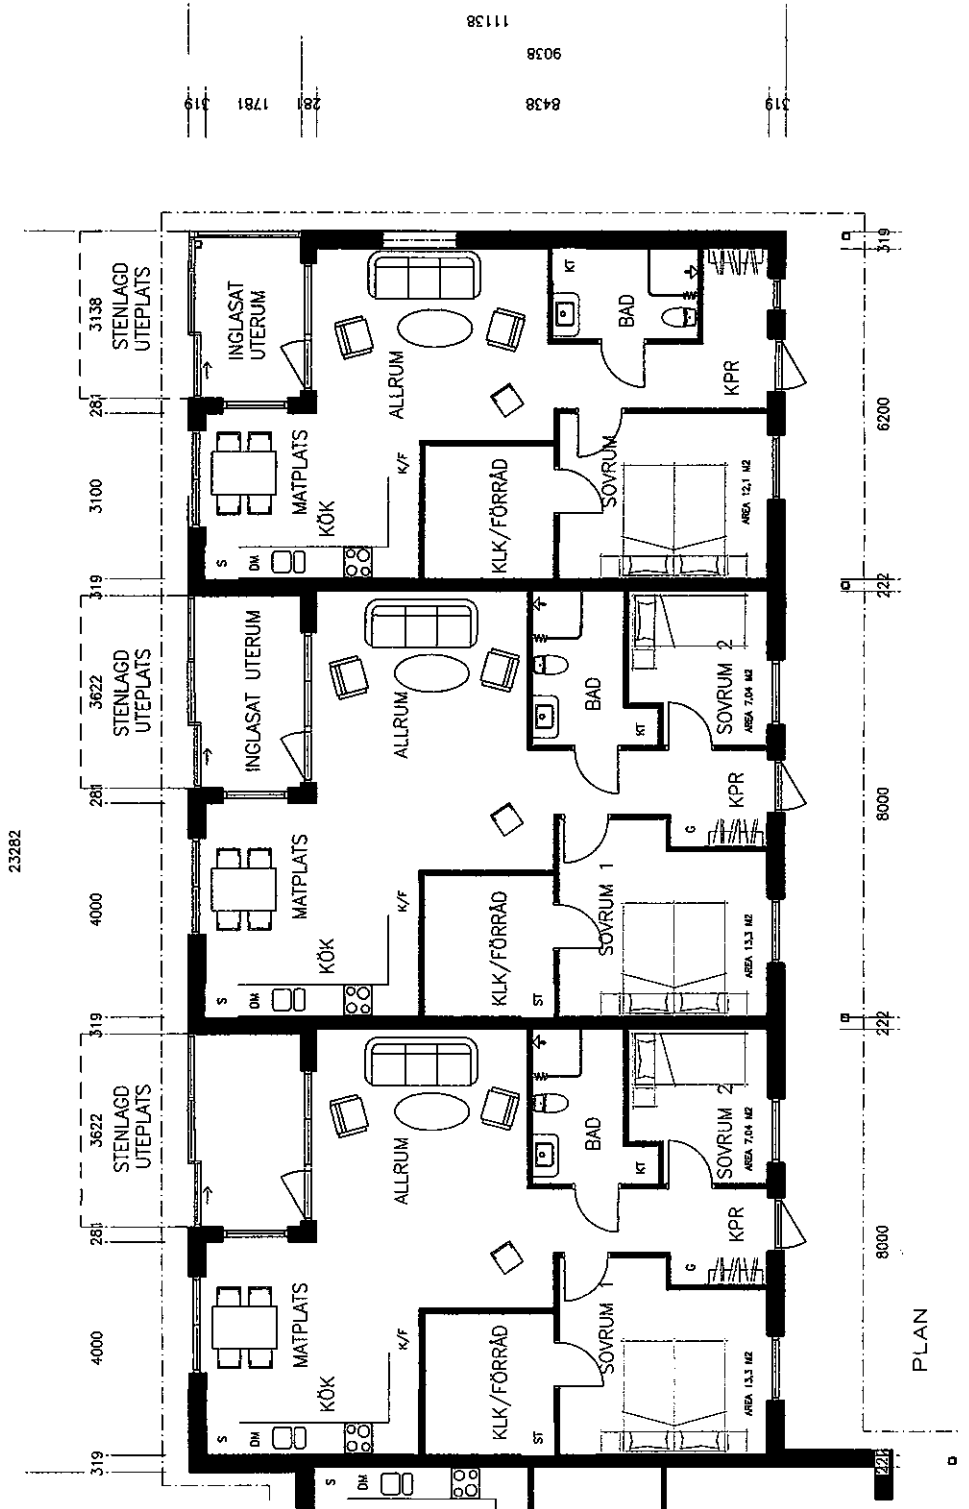 11138
9038
319
1781
281
8438
319
3138
281
3100
319
3622
281
4000
319
3622
281
4000
319
23282
STENLAGD
UTEPLATS
INGLASAT
UTERUM
MATPLATS
ALLRUM
KÖK
K/F
S
DM
KLK/FÖRRÅD
SOVRUM
AREA 12,1 M2
BAD
KT
KPR
STENLAGD
UTEPLATS
INGLASAT UTERUM
MATPLATS
ALLRUM
KÖK
K/F
S
DM
KLK/FÖRRÅD
ST
SOVRUM 1
AREA 13,3 M2
BAD
KT
SOVRUM 2
AREA 7,04 M2
G
KPR
STENLAGD
UTEPLATS
MATPLATS
ALLRUM
KÖK
K/F
S
DM
KLK/FÖRRÅD
ST
SOVRUM 1
AREA 13,3 M2
BAD
KT
SOVRUM 2
AREA 7,04 M2
G
KPR
S
DM
319
6200
222
8000
222
8000
222
PLAN